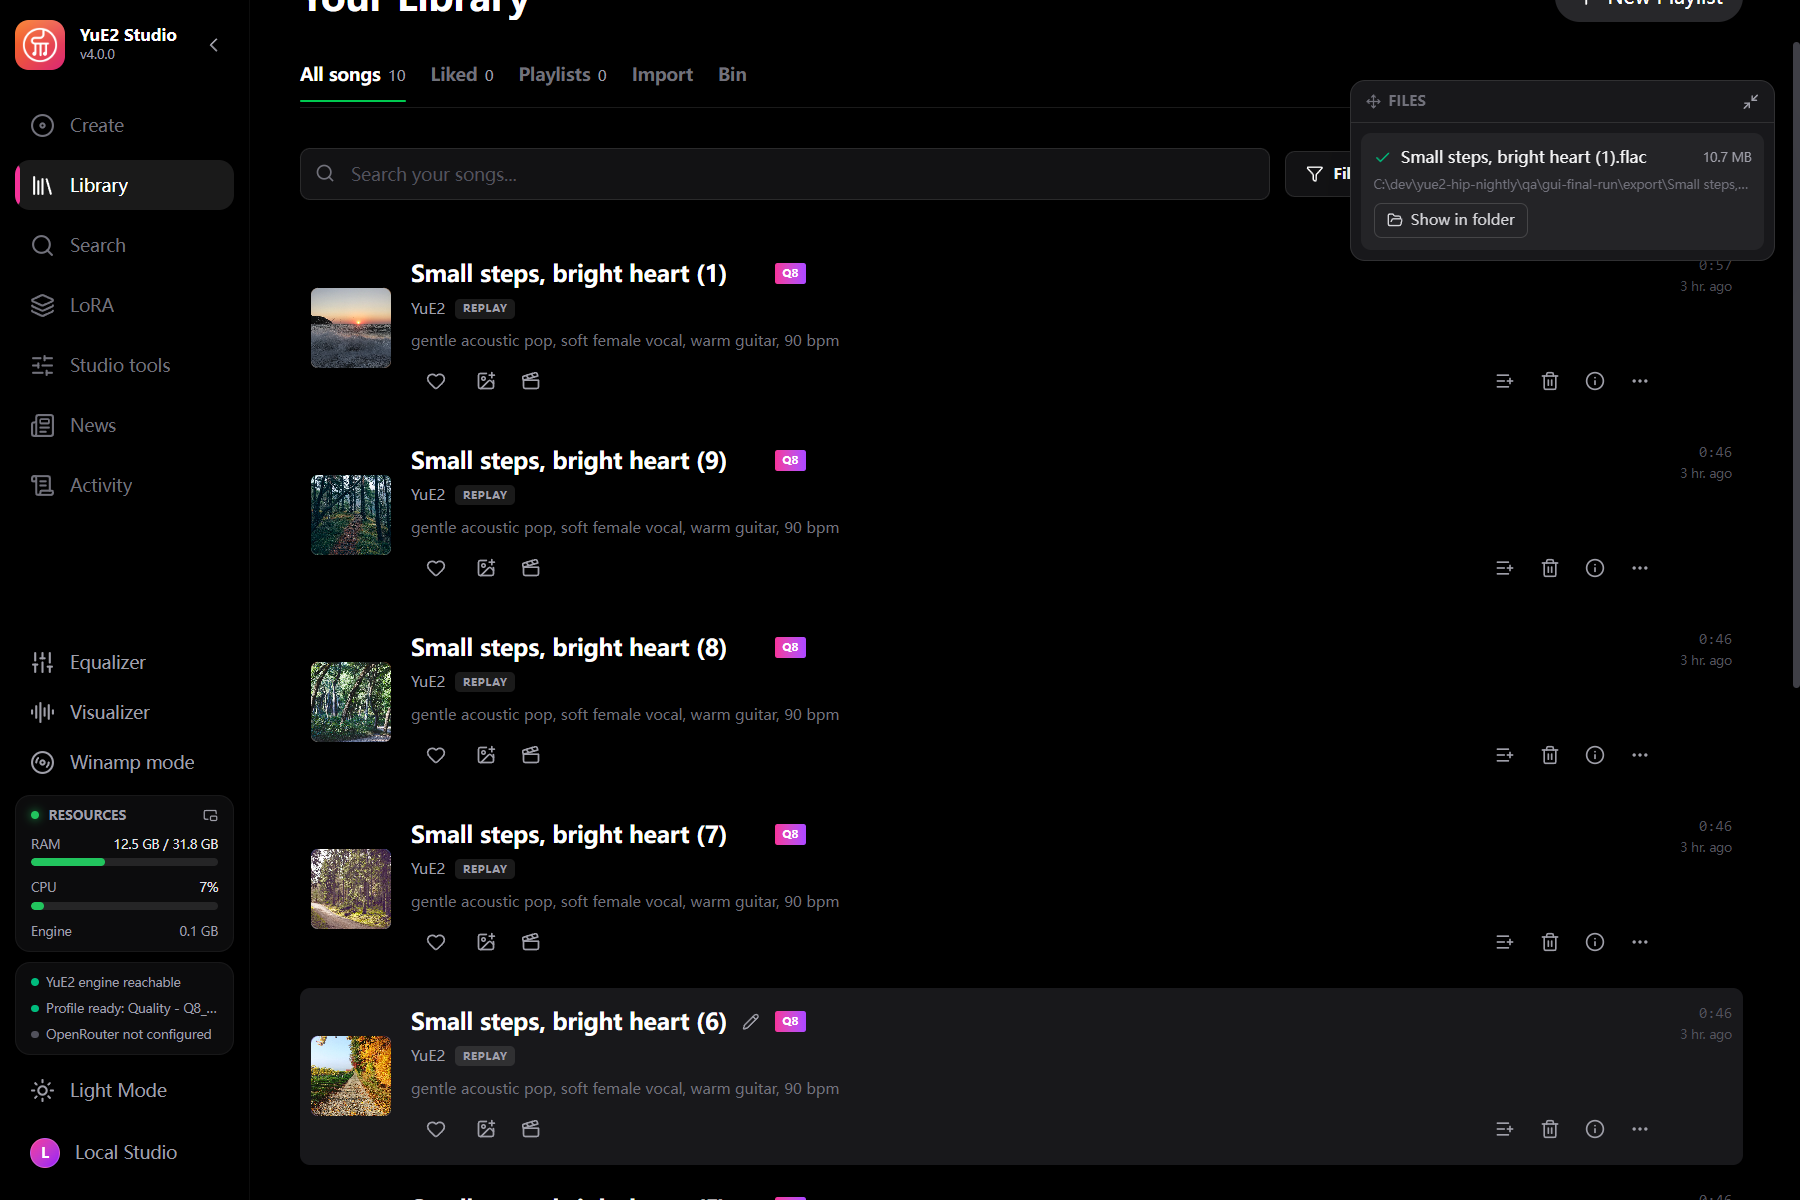 YuE2 Studio
v4.0.0
Create
Library
Search
LoRA
Studio tools
News
Activity
Equalizer
Visualizer
Winamp mode
RESOURCES
RAM 12.5 GB / 31.8 GB
CPU 7%
Engine 0.1 GB
YuE2 engine reachable
Profile ready: Quality - Q8_...
OpenRouter not configured
Light Mode
L Local Studio
Your Library
+ New Playlist
All songs 10 Liked 0 Playlists 0 Import Bin
Search your songs...
Fil
FILES
Small steps, bright heart (1).flac 10.7 MB
C:\dev\yue2-hip-nightly\qa\gui-final-run\export\Small steps,...
Show in folder
Small steps, bright heart (1) Q8
0:57
YuE2 REPLAY
3 hr. ago
gentle acoustic pop, soft female vocal, warm guitar, 90 bpm
Small steps, bright heart (9) Q8
0:46
YuE2 REPLAY
3 hr. ago
gentle acoustic pop, soft female vocal, warm guitar, 90 bpm
Small steps, bright heart (8) Q8
0:46
YuE2 REPLAY
3 hr. ago
gentle acoustic pop, soft female vocal, warm guitar, 90 bpm
Small steps, bright heart (7) Q8
0:46
YuE2 REPLAY
3 hr. ago
gentle acoustic pop, soft female vocal, warm guitar, 90 bpm
Small steps, bright heart (6) Q8
0:46
YuE2 REPLAY
3 hr. ago
gentle acoustic pop, soft female vocal, warm guitar, 90 bpm